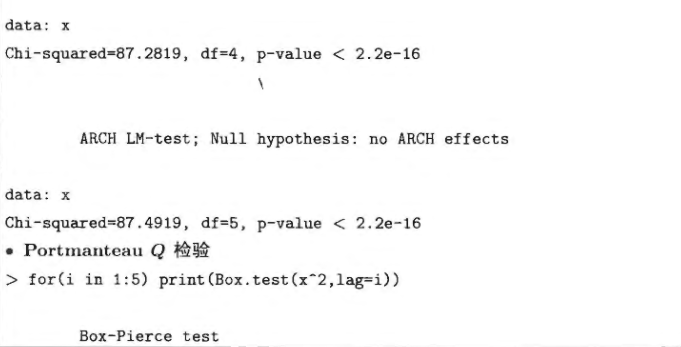 data: x
Chi-squared=87.2819, df=4, p-value < 2.2e-16
ARCH LM-test; Null hypothesis: no ARCH effects
data: x
Chi-squared=87.4919, df=5, p-value < 2.2e-16
• Portmanteau Q 检验
> for(i in 1:5) print(Box.test(x^2,lag=i))
Box-Pierce test